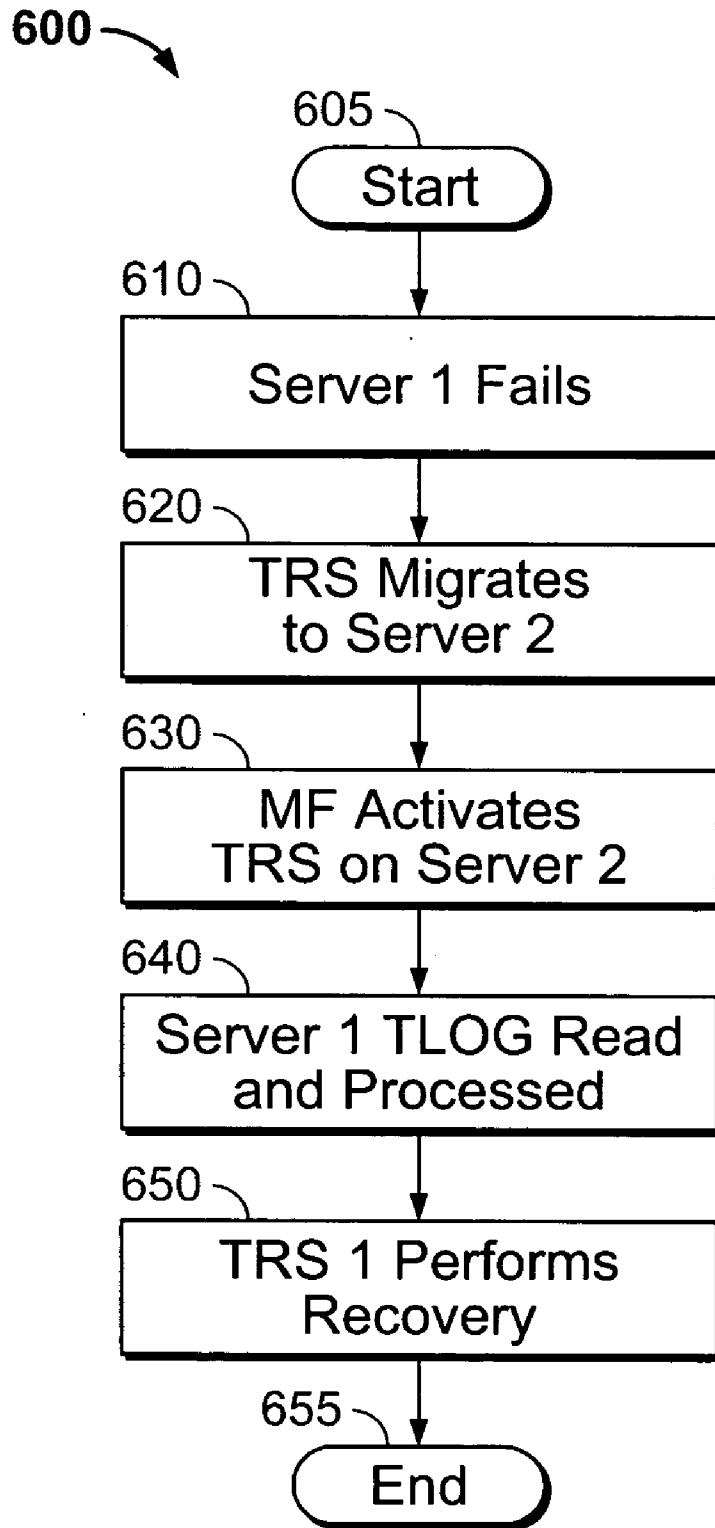 600
605
Start
610
Server 1 Fails
620
TRS Migrates
to Server 2
630
MF Activates
TRS on Server 2
640
Server 1 TLOG Read
and Processed
650
TRS 1 Performs
Recovery
655
End